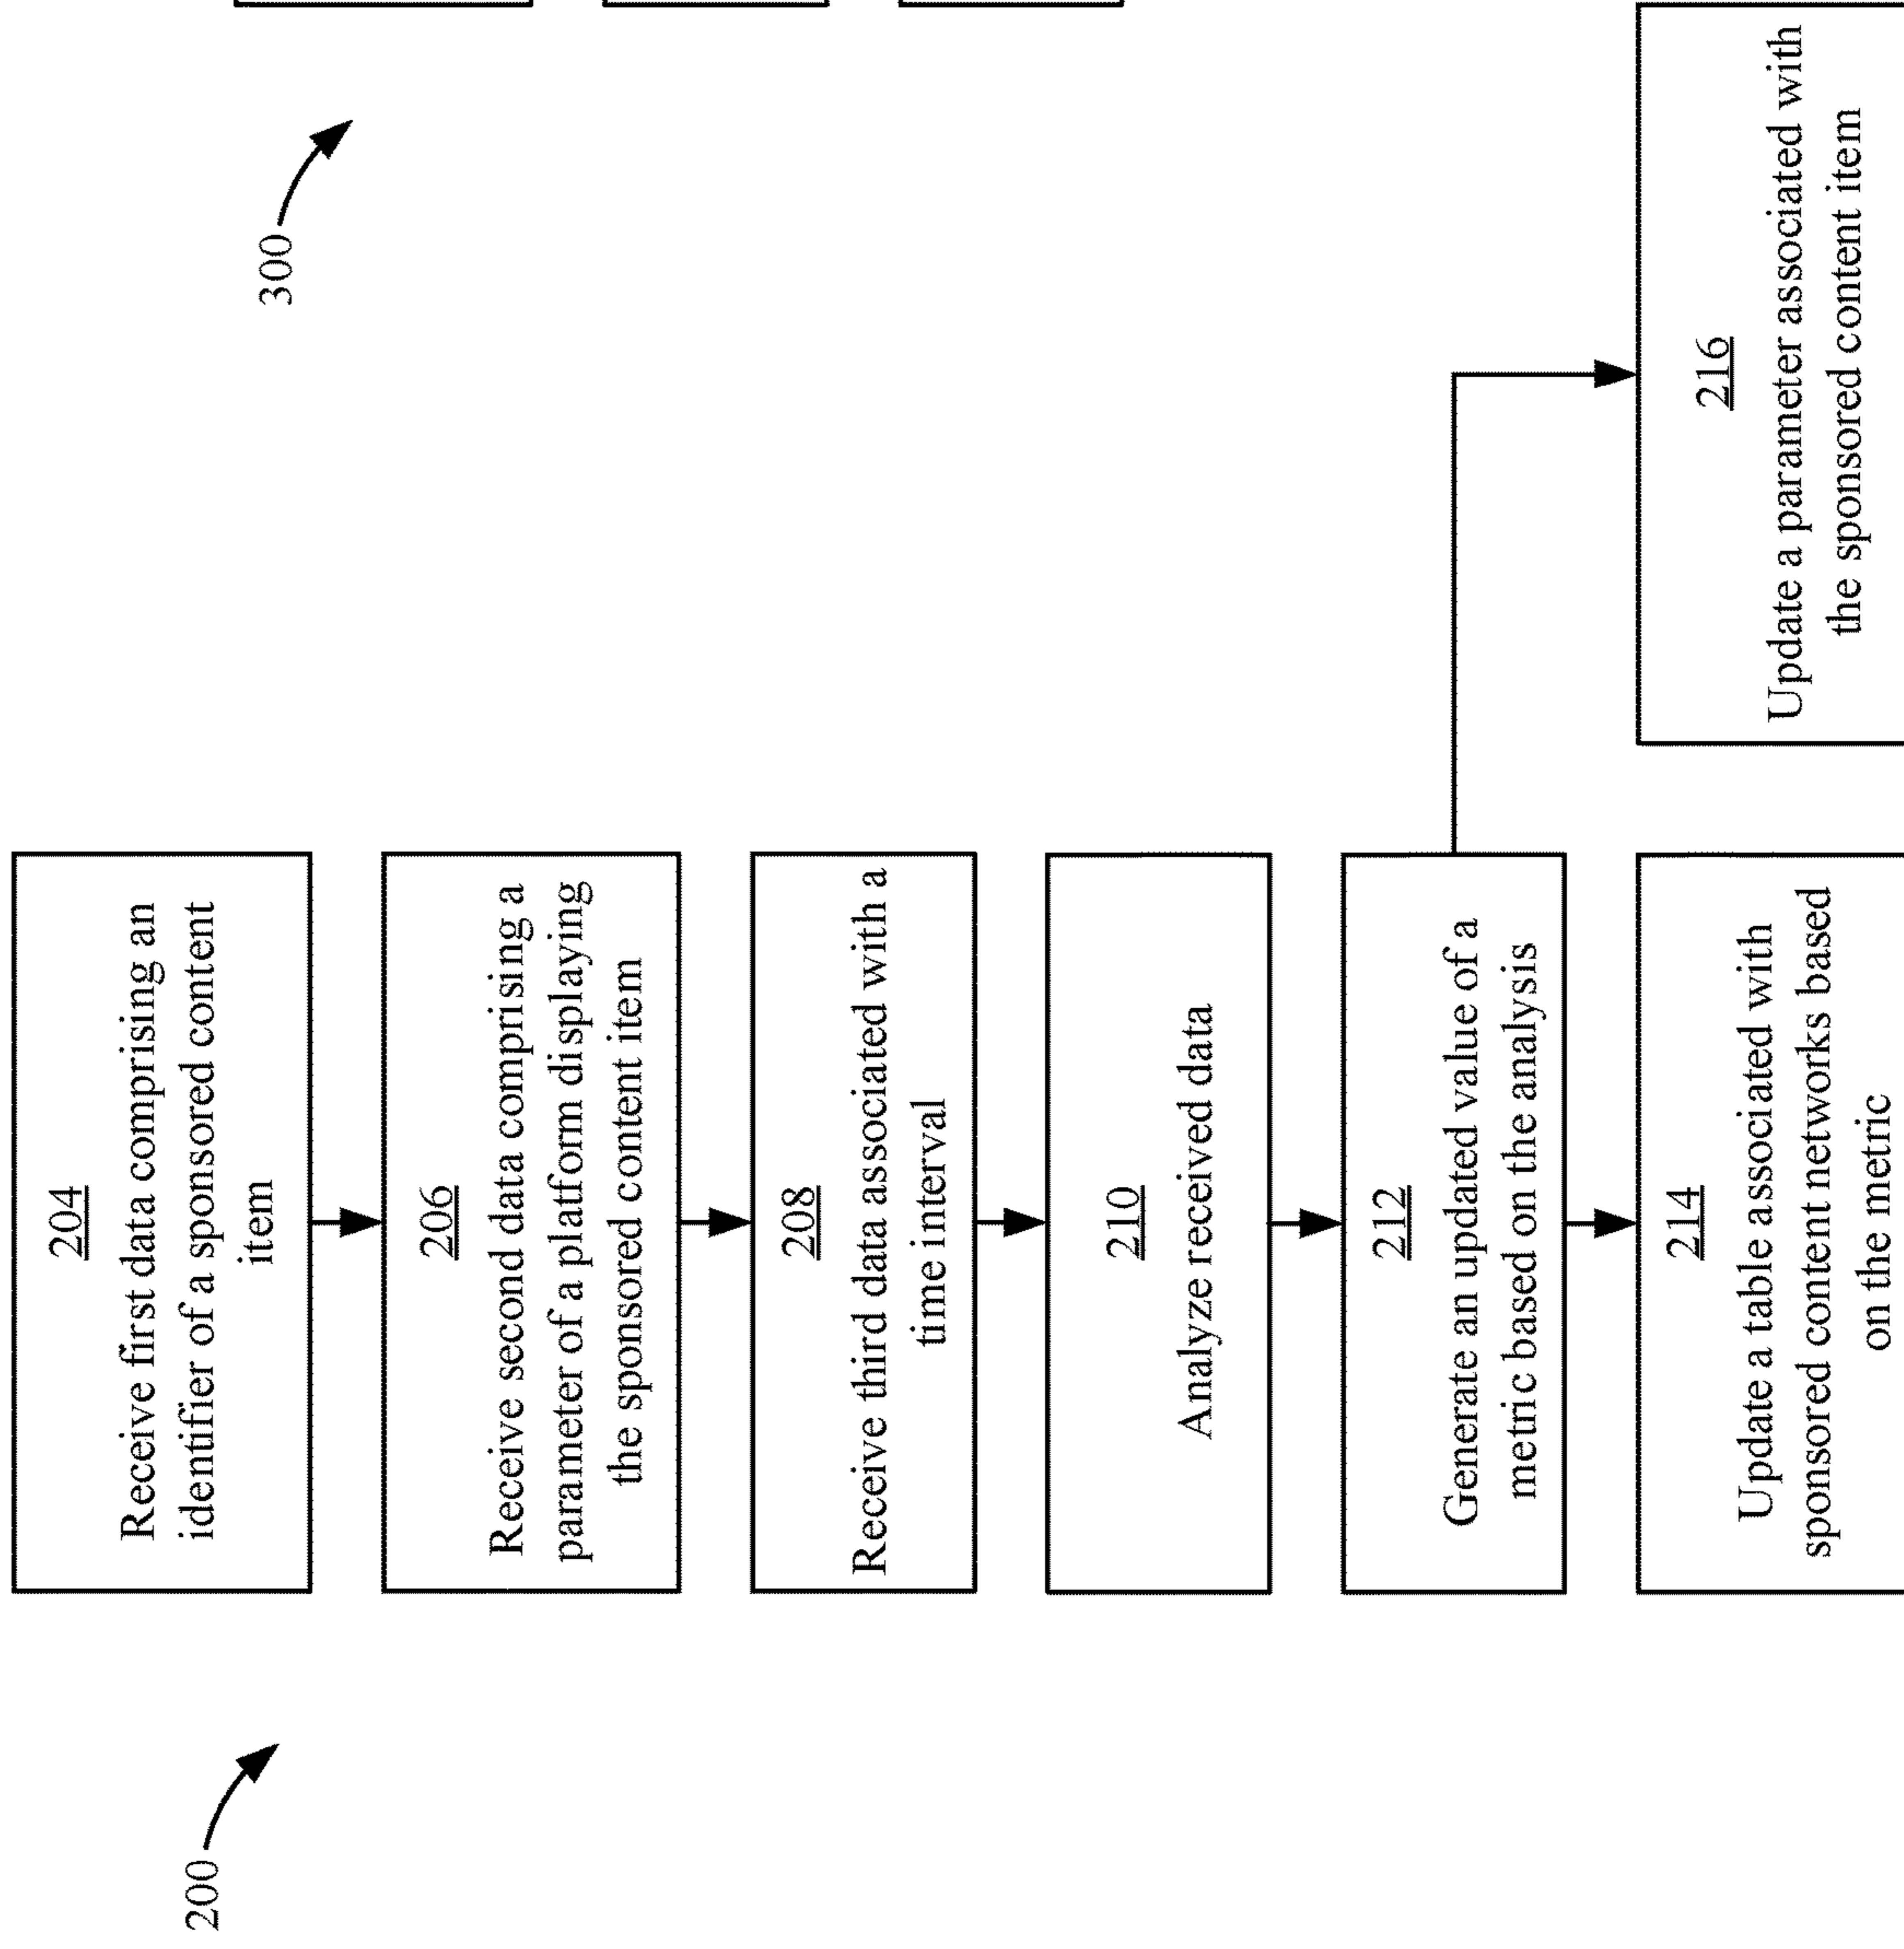 200
204
Receive first data comprising an
identifier of a sponsored content
item
206
Receive second data comprising a
parameter of a platform displaying
the sponsored content item
208
Receive third data associated with a
time interval
210
Analyze received data
212
Generate an updated value of a
metric based on the analysis
214
Update a table associated with
sponsored content networks based
on the metric
216
Update a parameter associated with
the sponsored content item
300